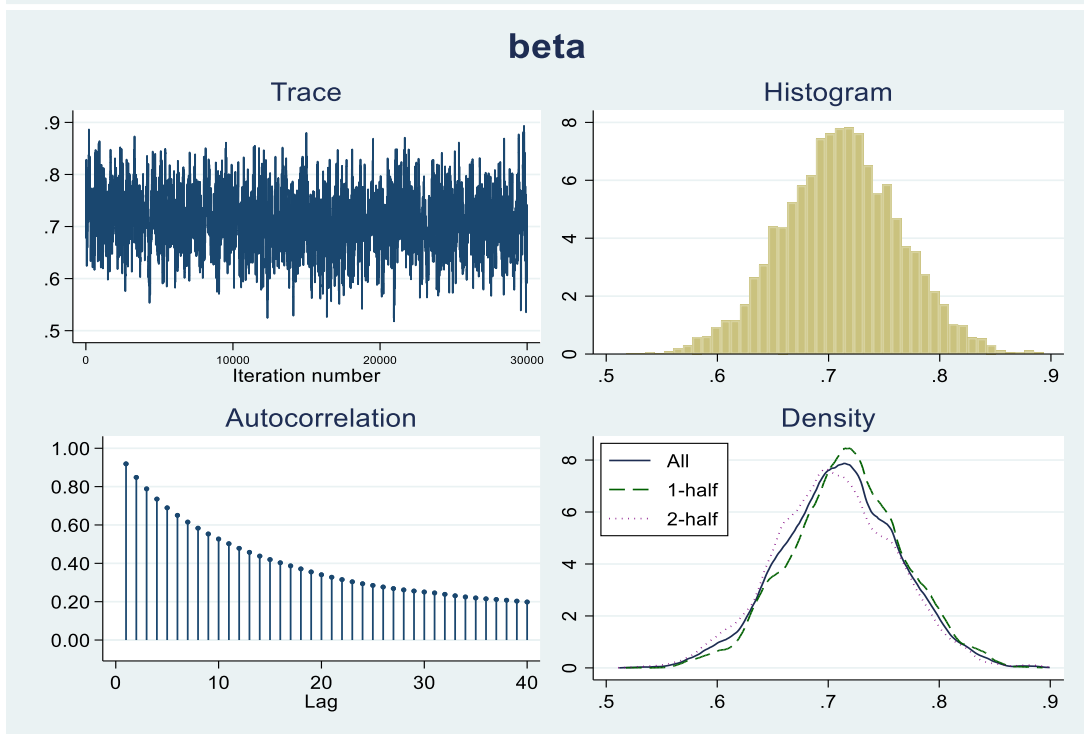 beta
Trace
.9
.8
.7
.6
.5
0 10000 20000 30000
Iteration number
Histogram
8
6
4
2
0
.5 .6 .7 .8 .9
Autocorrelation
1.00
0.80
0.60
0.40
0.20
0.00
0 10 20 30 40
Lag
Density
8
6
4
2
0
All
1-half
2-half
.5 .6 .7 .8 .9